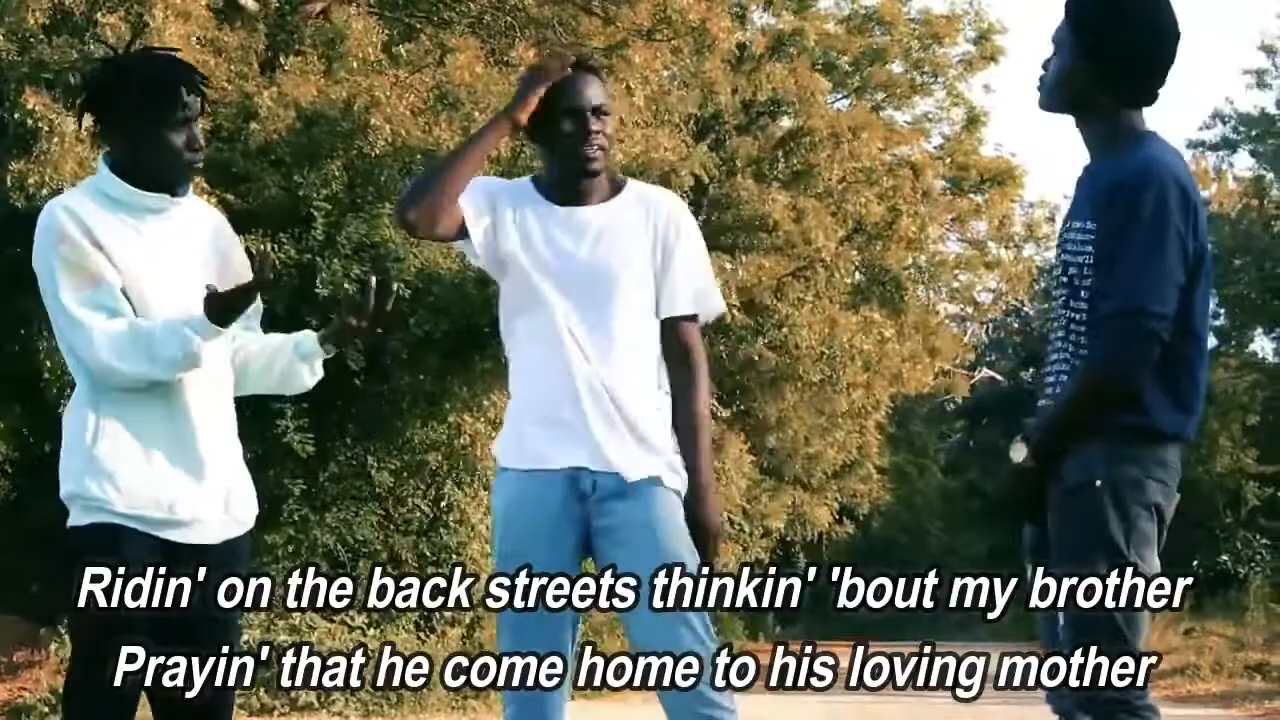 Ridin' on the back streets thinkin' 'bout my brother
Prayin' that he come home to his loving mother